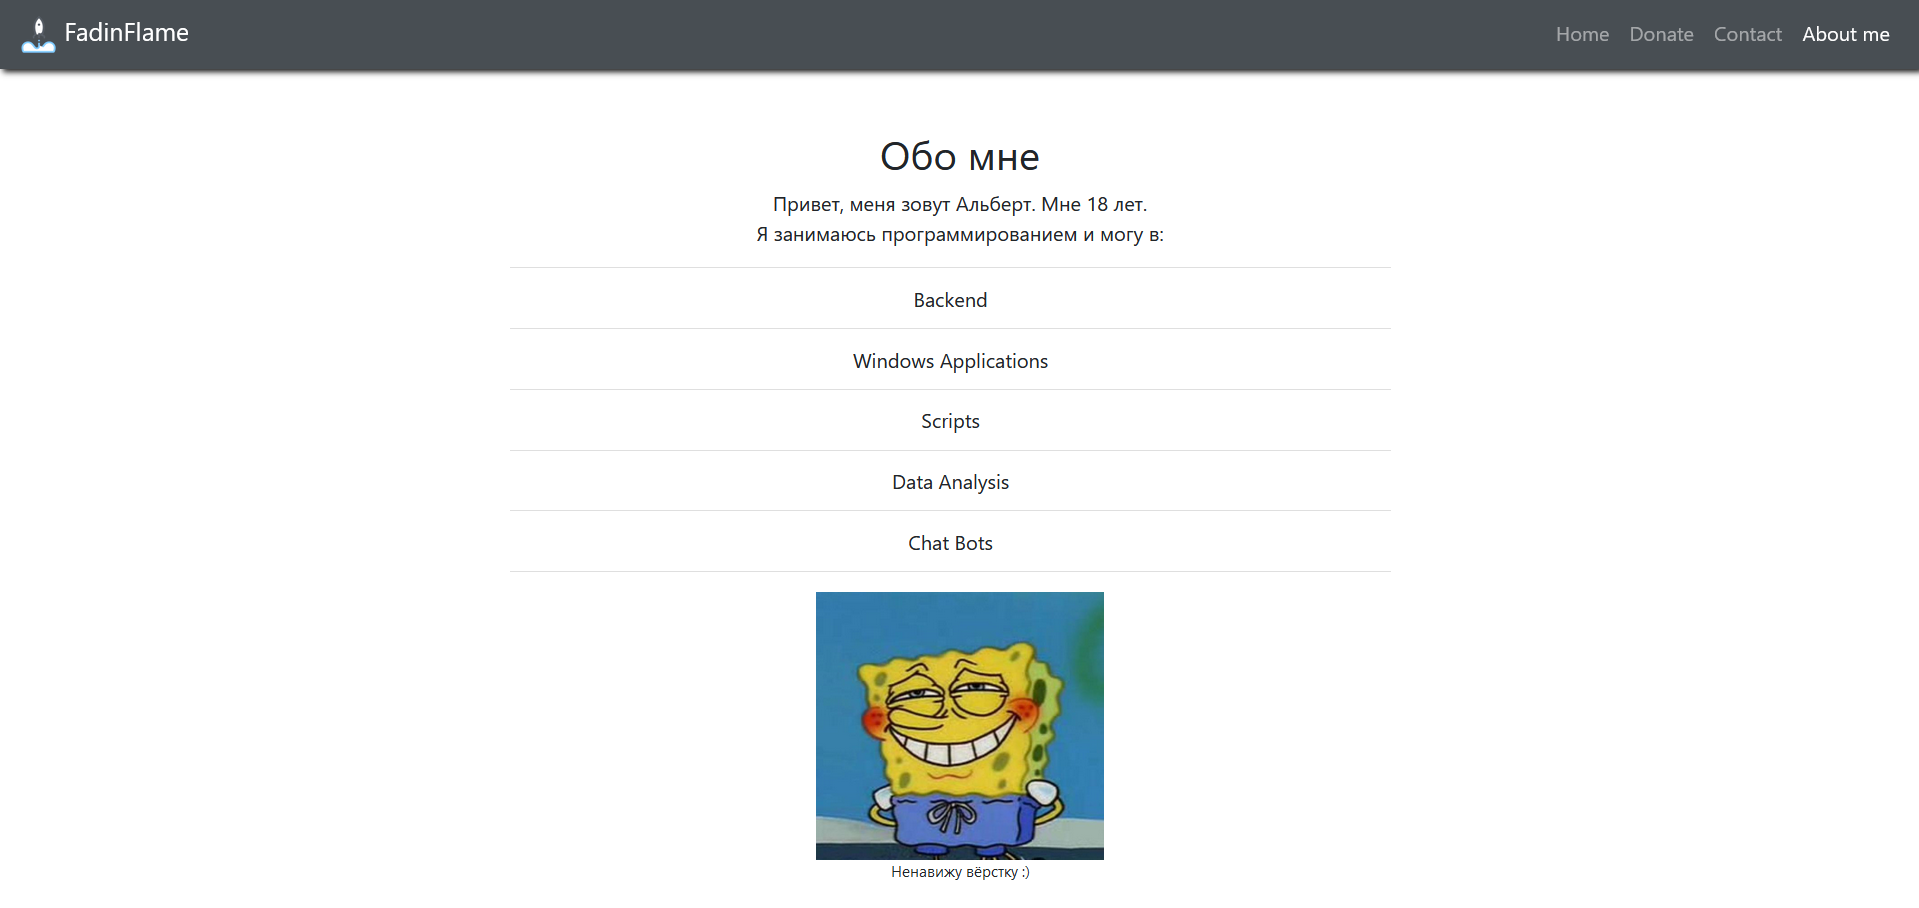 FadinFlame
Home Donate Contact About me
Обо мне
Привет, меня зовут Альберт. Мне 18 лет.
Я занимаюсь программированием и могу в:
Backend
Windows Applications
Scripts
Data Analysis
Chat Bots
Ненавижу вёрстку :)